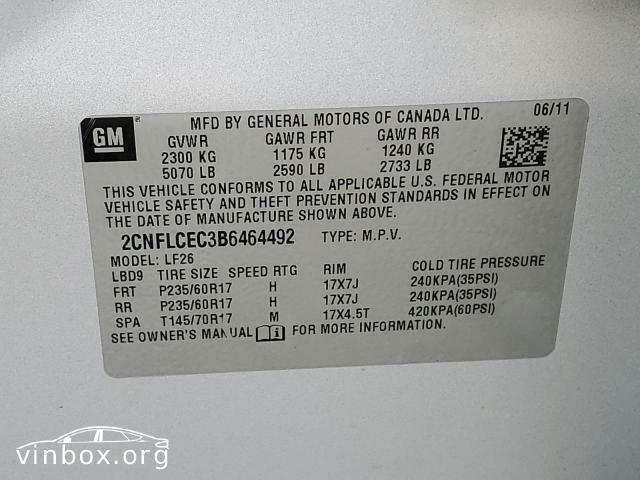 GM
MFD BY GENERAL MOTORS OF CANADA LTD. 06/11
GVWR GAWR FRT GAWR RR
2300 KG 1175 KG 1240 KG
5070 LB 2590 LB 2733 LB
THIS VEHICLE CONFORMS TO ALL APPLICABLE U.S. FEDERAL MOTOR
VEHICLE SAFETY AND THEFT PREVENTION STANDARDS IN EFFECT ON
THE DATE OF MANUFACTURE SHOWN ABOVE.
2CNFLCEC3B6464492 TYPE: M.P.V.
MODEL: LF26
LBD9 TIRE SIZE SPEED RTG RIM COLD TIRE PRESSURE
FRT P235/60R17 H 17X7J 240KPA(35PSI)
RR P235/60R17 H 17X7J 240KPA(35PSI)
SPA T145/70R17 M 17X4.5T 420KPA(60PSI)
SEE OWNER'S MANUAL FOR MORE INFORMATION.
vinbox.org